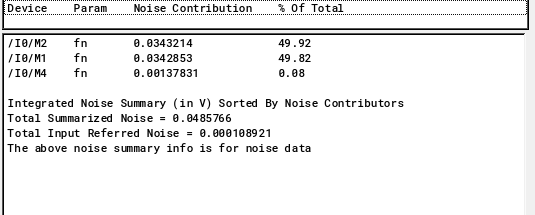 Device Param Noise Contribution % Of Total
/I0/M2 fn 0.0343214 49.92
/I0/M1 fn 0.0342853 49.82
/I0/M4 fn 0.00137831 0.08
Integrated Noise Summary (in V) Sorted By Noise Contributors
Total Summarized Noise = 0.0485766
Total Input Referred Noise = 0.000108921
The above noise summary info is for noise data